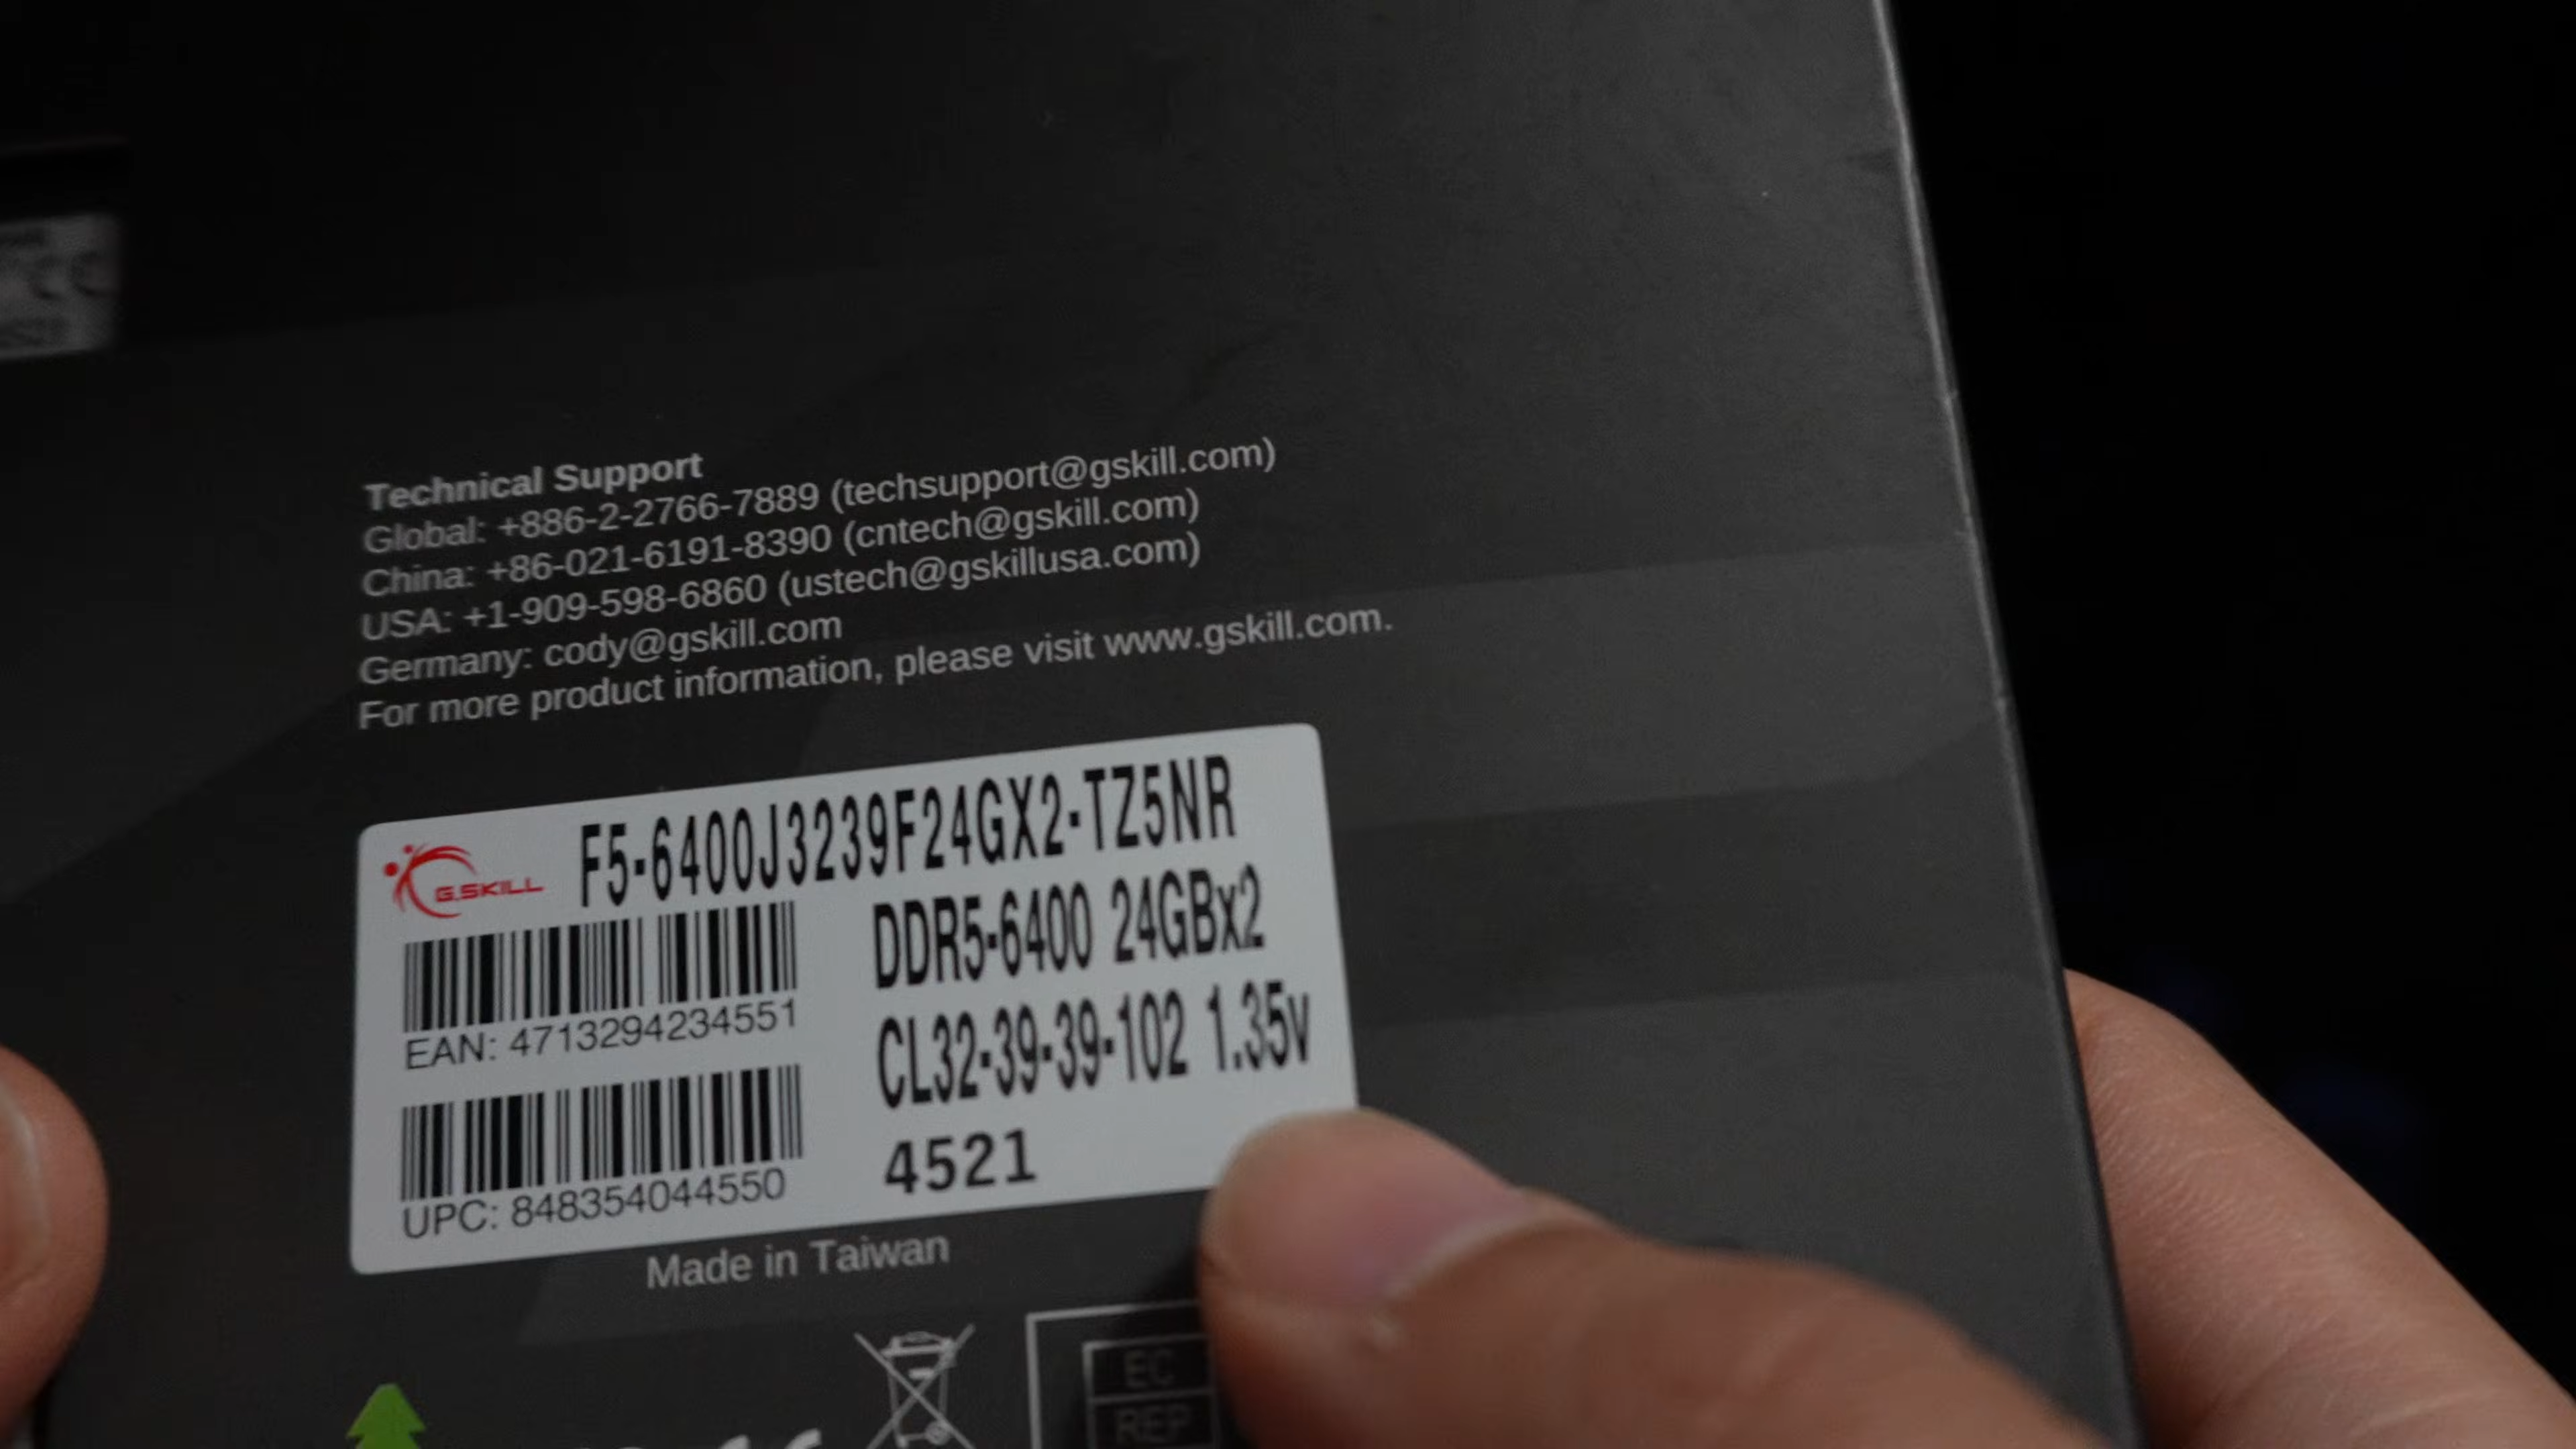 Technical Support
Global: +886-2-2766-7889 (techsupport@gskill.com)
China: +86-021-6191-8390 (cntech@gskill.com)
USA: +1-909-598-6860 (ustech@gskillusa.com)
Germany: cody@gskill.com
For more product information, please visit www.gskill.com.
G.SKILL F5-6400J3239F24GX2-TZ5NR
DDR5-6400 24GBx2
EAN: 4713294234551
CL32-39-39-102 1.35v
UPC: 848354044550
4521
Made in Taiwan
EC
REP